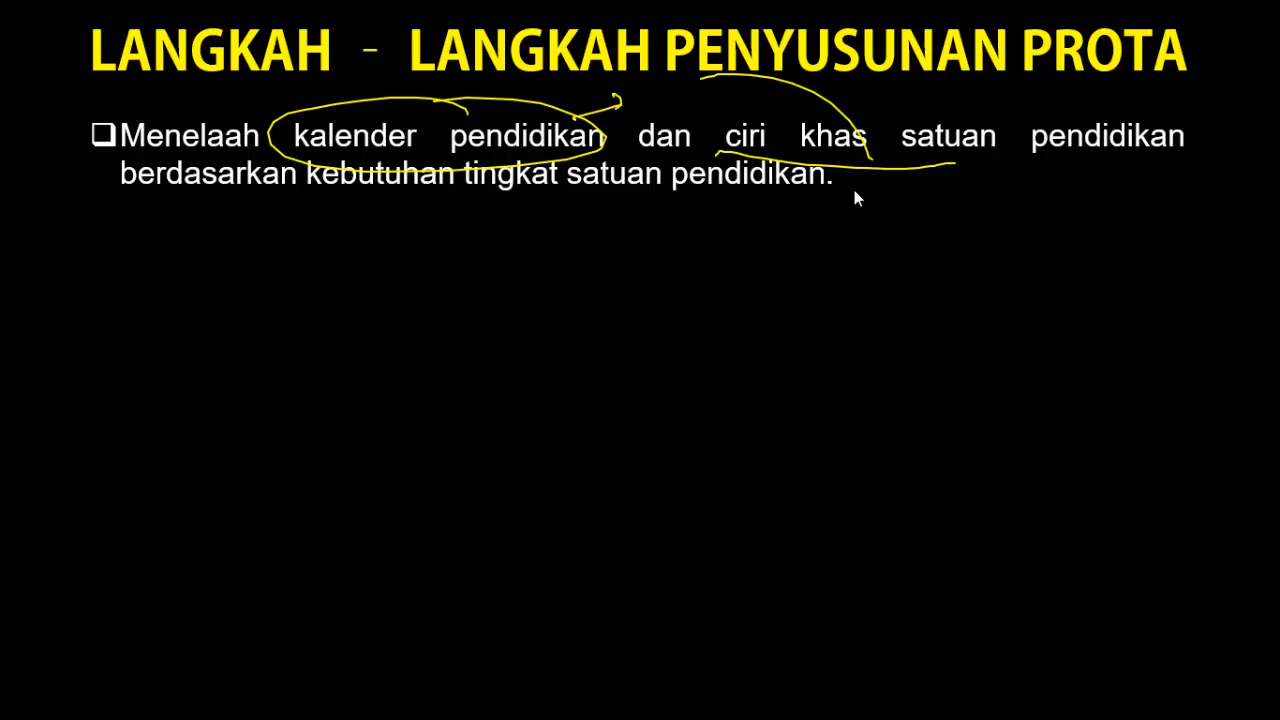 LANGKAH - LANGKAH PENYUSUNAN PROTA
❑Menelaah kalender pendidikan dan ciri khas satuan pendidikan
berdasarkan kebutuhan tingkat satuan pendidikan.